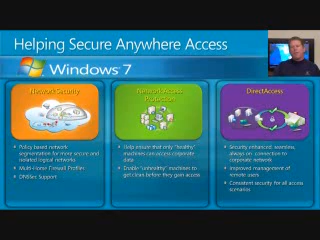 Helping Secure Anywhere Access
Windows 7
Network Security
Policy based network
segmentation for more secure and
isolated logical networks
Multi-Home Firewall Profiles
DNSSec Support
Network Access
Protection
Help ensure that only "healthy"
machines can access corporate
data
Enable "unhealthy" machines to
get clean before they gain access
DirectAccess
Security enhanced, seamless,
always on connection to
corporate network
Improved management of
remote users
Consistent security for all access
scenarios